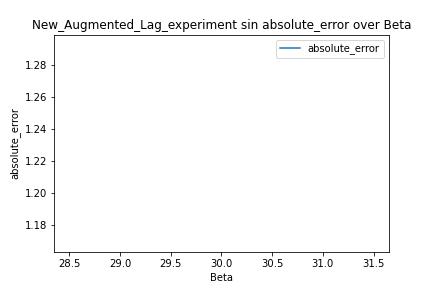 New_Augmented_Lag_experiment sin absolute_error over Beta
absolute_error
1.28
1.26
1.24
1.22
1.20
1.18
absolute_error
28.5 29.0 29.5 30.0 30.5 31.0 31.5
Beta